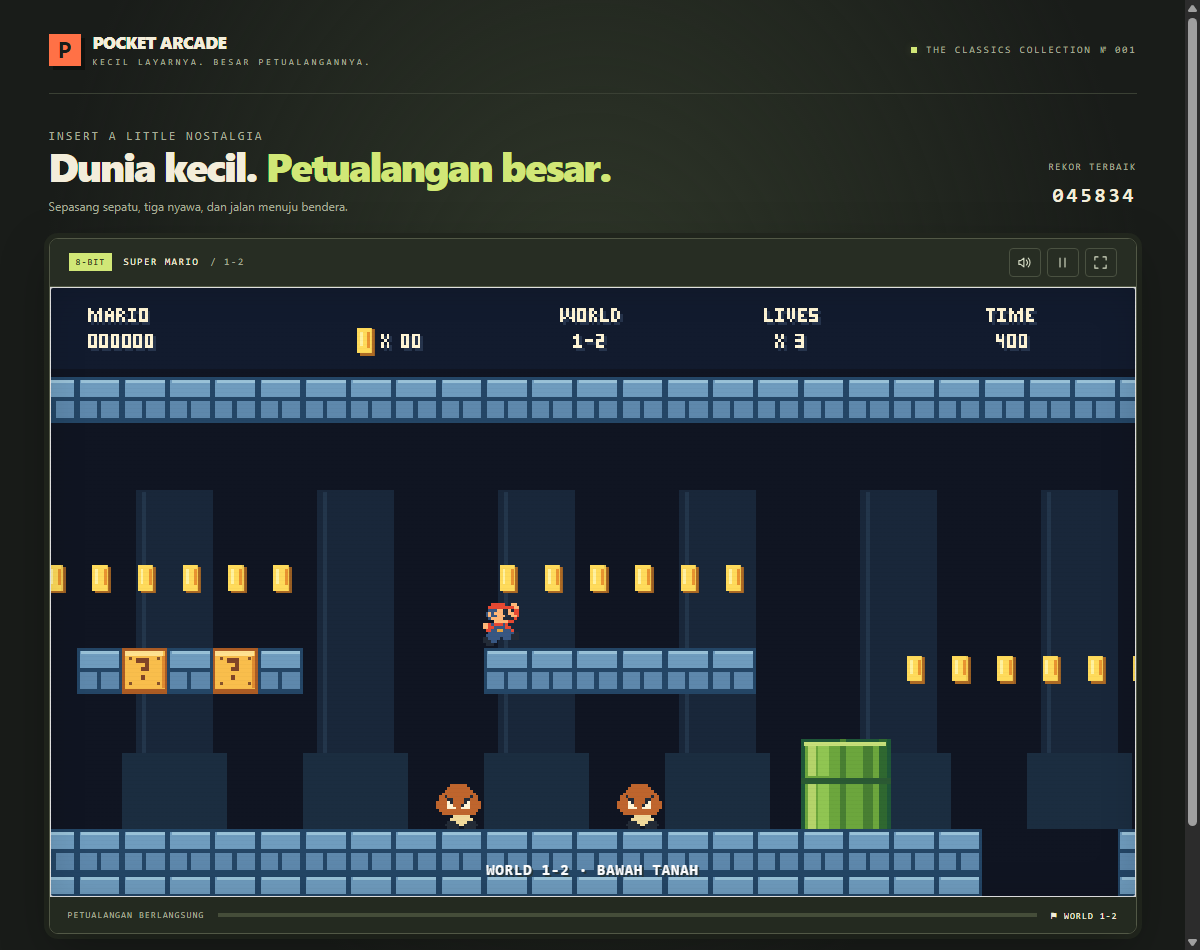 P
POCKET ARCADE
KECIL LAYARNYA. BESAR PETUALANGANNYA.
THE CLASSICS COLLECTION № 001
INSERT A LITTLE NOSTALGIA
Dunia kecil. Petualangan besar.
Sepasang sepatu, tiga nyawa, dan jalan menuju bendera.
REKOR TERBAIK
045834
8-BIT SUPER MARIO / 1-2
MARIO WORLD LIVES TIME
000000 X 00 1-2 X 3 400
? ?
WORLD 1-2 · BAWAH TANAH
PETUALANGAN BERLANGSUNG WORLD 1-2